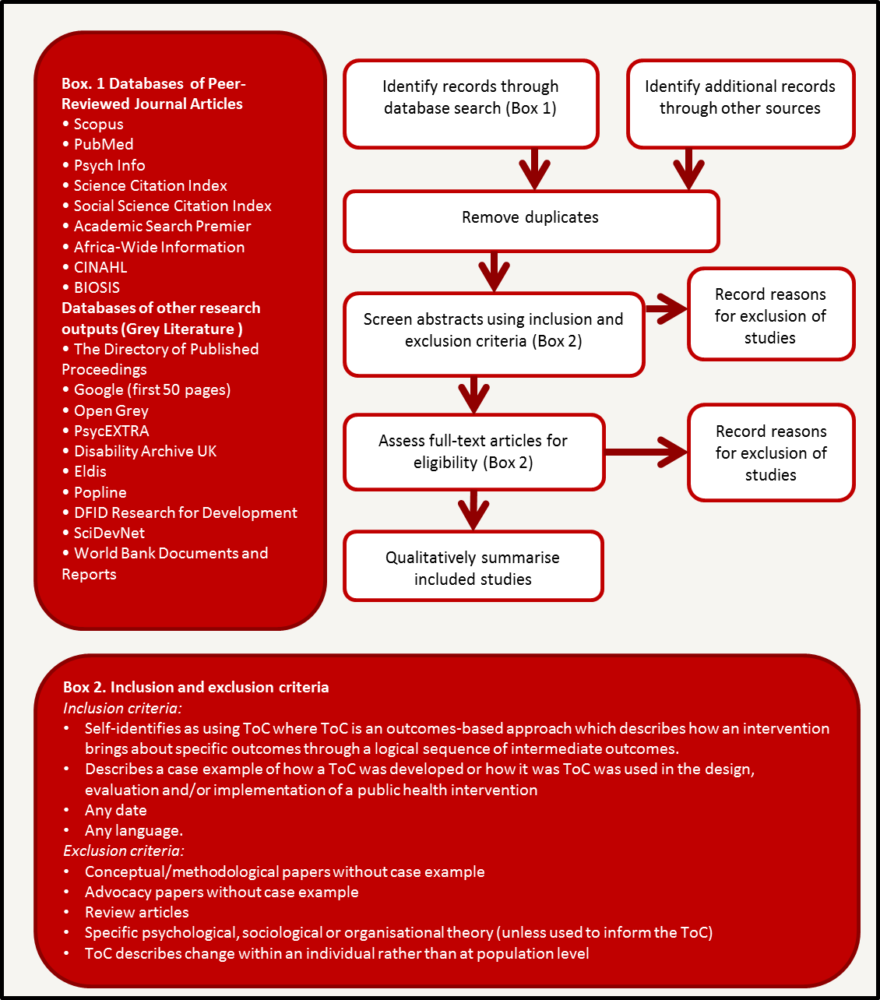 Box. 1 Databases of Peer-
Reviewed Journal Articles
• Scopus
• PubMed
• Psych Info
• Science Citation Index
• Social Science Citation Index
• Academic Search Premier
• Africa-Wide Information
• CINAHL
• BIOSIS
Databases of other research
outputs (Grey Literature )
• The Directory of Published
Proceedings
• Google (first 50 pages)
• Open Grey
• PsycEXTRA
• Disability Archive UK
• Eldis
• Popline
• DFID Research for Development
• SciDevNet
• World Bank Documents and
Reports
Identify records through
database search (Box 1)
Identify additional records
through other sources
Remove duplicates
Screen abstracts using inclusion and
exclusion criteria (Box 2)
Record reasons
for exclusion of
studies
Assess full-text articles for
eligibility (Box 2)
Record reasons
for exclusion of
studies
Qualitatively summarise
included studies
Box 2. Inclusion and exclusion criteria
Inclusion criteria:
• Self-identifies as using ToC where ToC is an outcomes-based approach which describes how an intervention
brings about specific outcomes through a logical sequence of intermediate outcomes.
• Describes a case example of how a ToC was developed or how it was ToC was used in the design,
evaluation and/or implementation of a public health intervention
• Any date
• Any language.
Exclusion criteria:
• Conceptual/methodological papers without case example
• Advocacy papers without case example
• Review articles
• Specific psychological, sociological or organisational theory (unless used to inform the ToC)
• ToC describes change within an individual rather than at population level